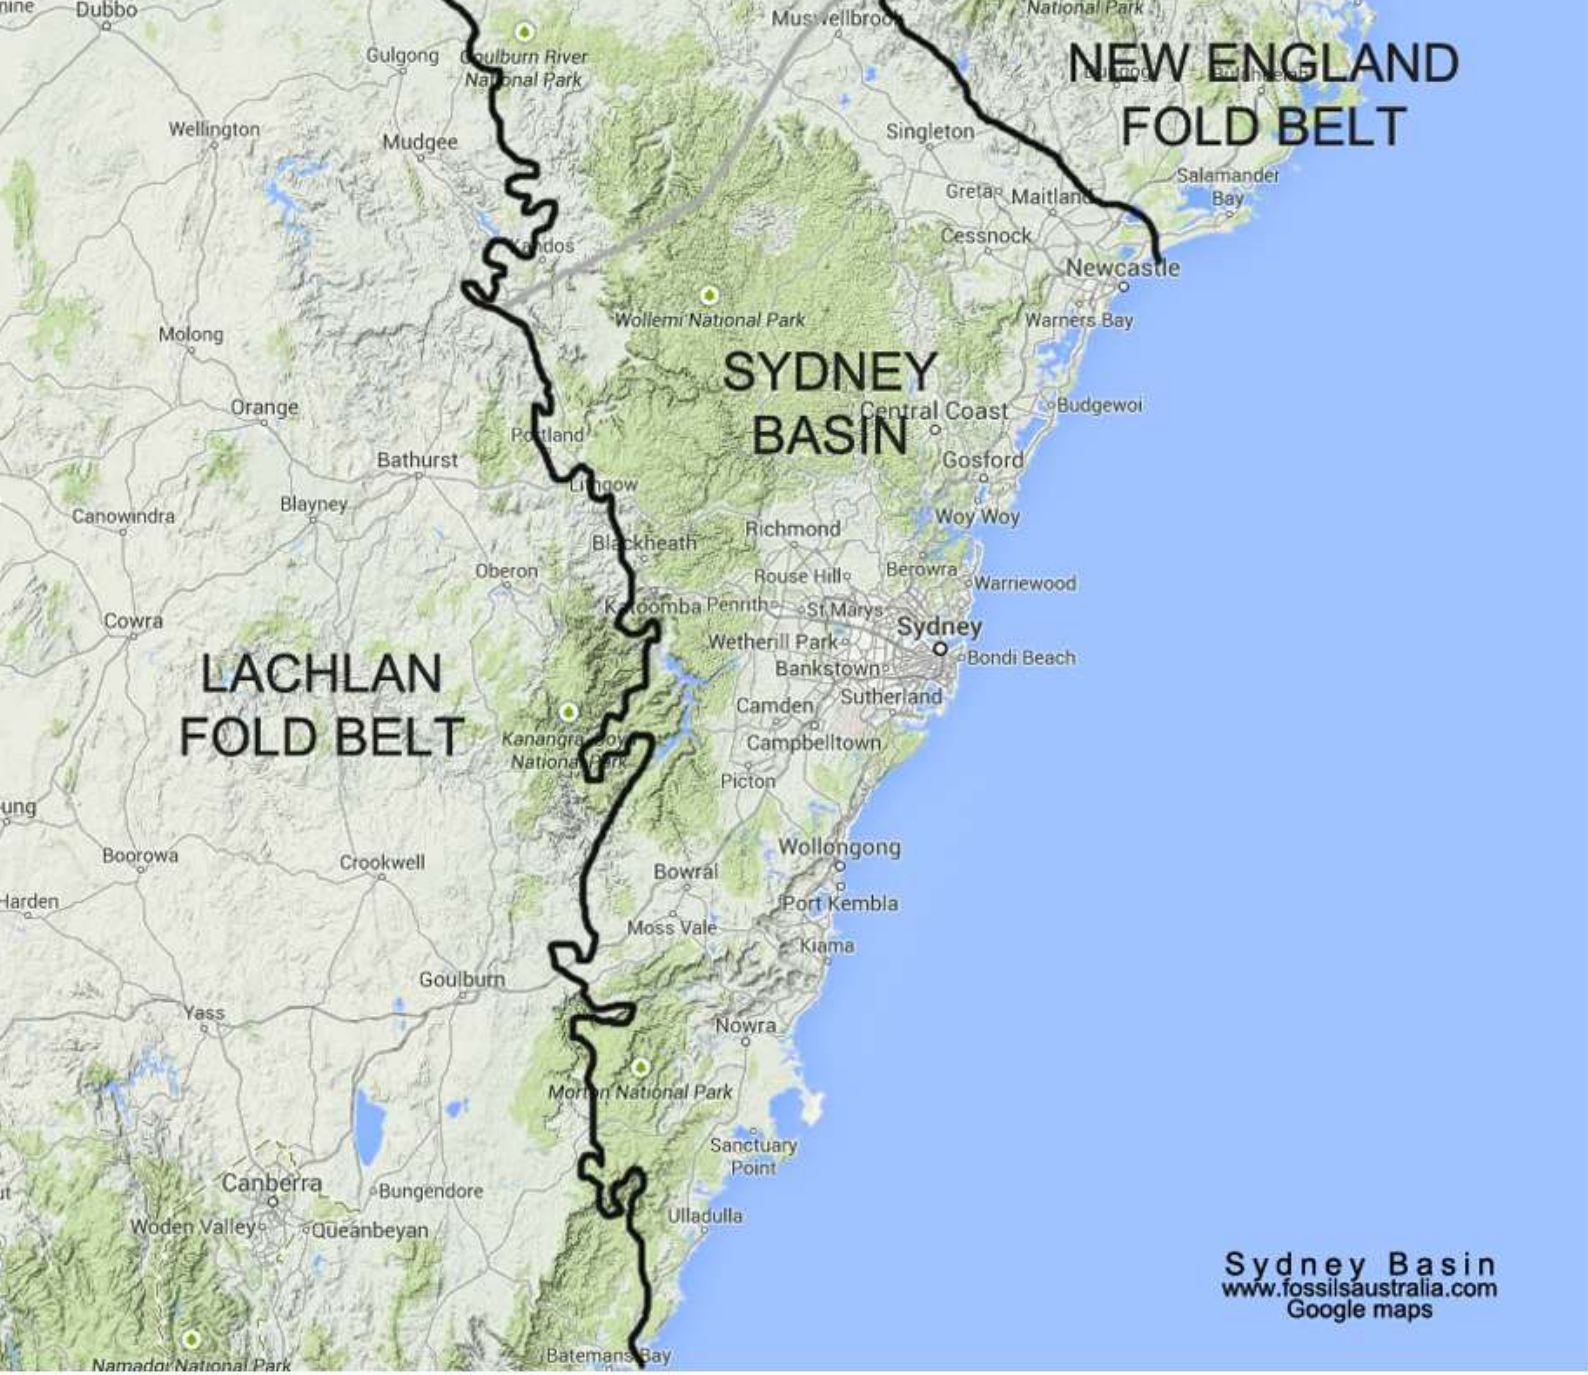 Dubbo
Muswellbrook
National Park
Gulgong
Goulburn River
National Park
NEW ENGLAND
FOLD BELT
Wellington
Mudgee
Singleton
Salamander
Bay
Greta
Maitland
Cessnock
Kandos
Newcastle
Wollemi National Park
Warners Bay
Molong
SYDNEY
BASIN
Orange
Central Coast
Budgewoi
Portland
Bathurst
Gosford
Lithgow
Blayney
Canowindra
Woy Woy
Richmond
Blackheath
Oberon
Rouse Hill
Berowra
Warriewood
Katoomba
Penrith
St Marys
Cowra
Sydney
Wetherill Park
Bondi Beach
Bankstown
LACHLAN
FOLD BELT
Sutherland
Camden
Kanangra-Boyd
National Park
Campbelltown
Picton
ung
Wollongong
Boorowa
Crookwell
Bowral
Harden
Port Kembla
Moss Vale
Kiama
Goulburn
Yass
Nowra
Morton National Park
Sanctuary
Point
Canberra
Bungendore
Ulladulla
Woden Valley
Queanbeyan
Sydney Basin
www.fossilsaustralia.com
Google maps
Batemans Bay
Namadgi National Park